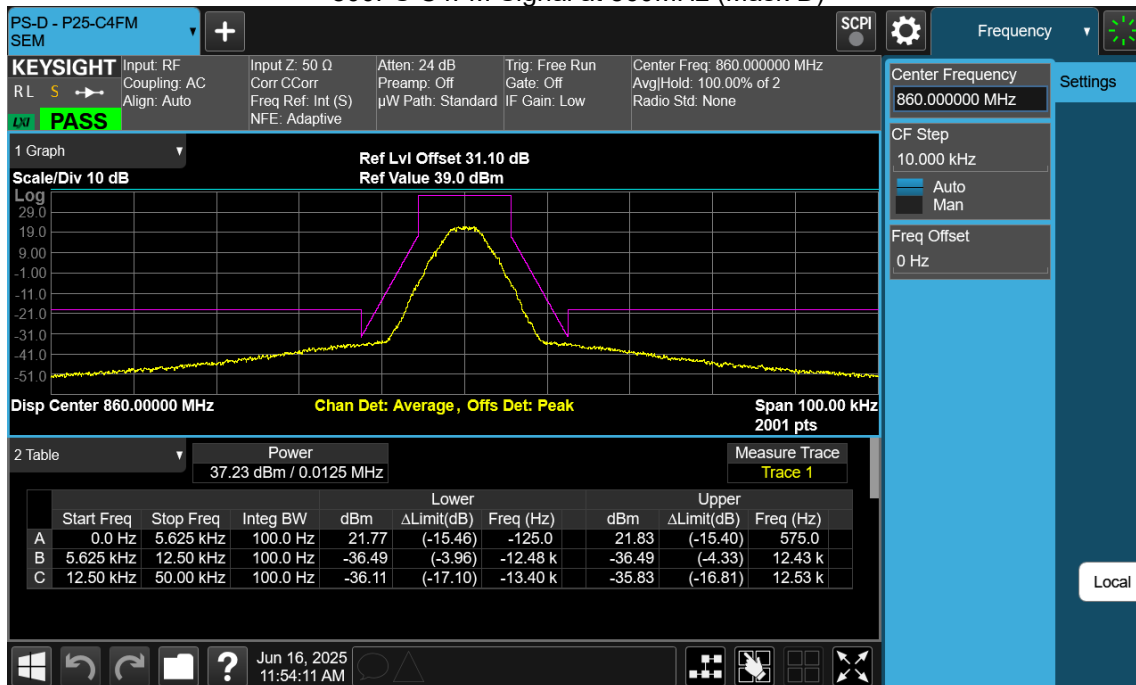 PS-D - P25-C4FM
SEM
SCPI
Frequency
KEYSIGHT
R L S
LXI PASS
Input: RF
Coupling: AC
Align: Auto
Input Z: 50 Ω
Corr CCorr
Freq Ref: Int (S)
NFE: Adaptive
Atten: 24 dB
Preamp: Off
µW Path: Standard
Trig: Free Run
Gate: Off
IF Gain: Low
Center Freq: 860.000000 MHz
Avg|Hold: 100.00% of 2
Radio Std: None
Center Frequency
860.000000 MHz
Settings
CF Step
10.000 kHz
Auto
Man
Freq Offset
0 Hz
Local
1 Graph
Scale/Div 10 dB
Ref Lvl Offset 31.10 dB
Ref Value 39.0 dBm
Log
29.0
19.0
9.00
-1.00
-11.0
-21.0
-31.0
-41.0
-51.0
Disp Center 860.00000 MHz
Chan Det: Average , Offs Det: Peak
Span 100.00 kHz
2001 pts
2 Table
Power
37.23 dBm / 0.0125 MHz
Measure Trace
Trace 1
Lower Upper
Start Freq Stop Freq Integ BW dBm ΔLimit(dB) Freq (Hz) dBm ΔLimit(dB) Freq (Hz)
A 0.0 Hz 5.625 kHz 100.0 Hz 21.77 (-15.46) -125.0 21.83 (-15.40) 575.0
B 5.625 kHz 12.50 kHz 100.0 Hz -36.49 (-3.96) -12.48 k -36.49 (-4.33) 12.43 k
C 12.50 kHz 50.00 kHz 100.0 Hz -36.11 (-17.10) -13.40 k -35.83 (-16.81) 12.53 k
?
Jun 16, 2025
11:54:11 AM